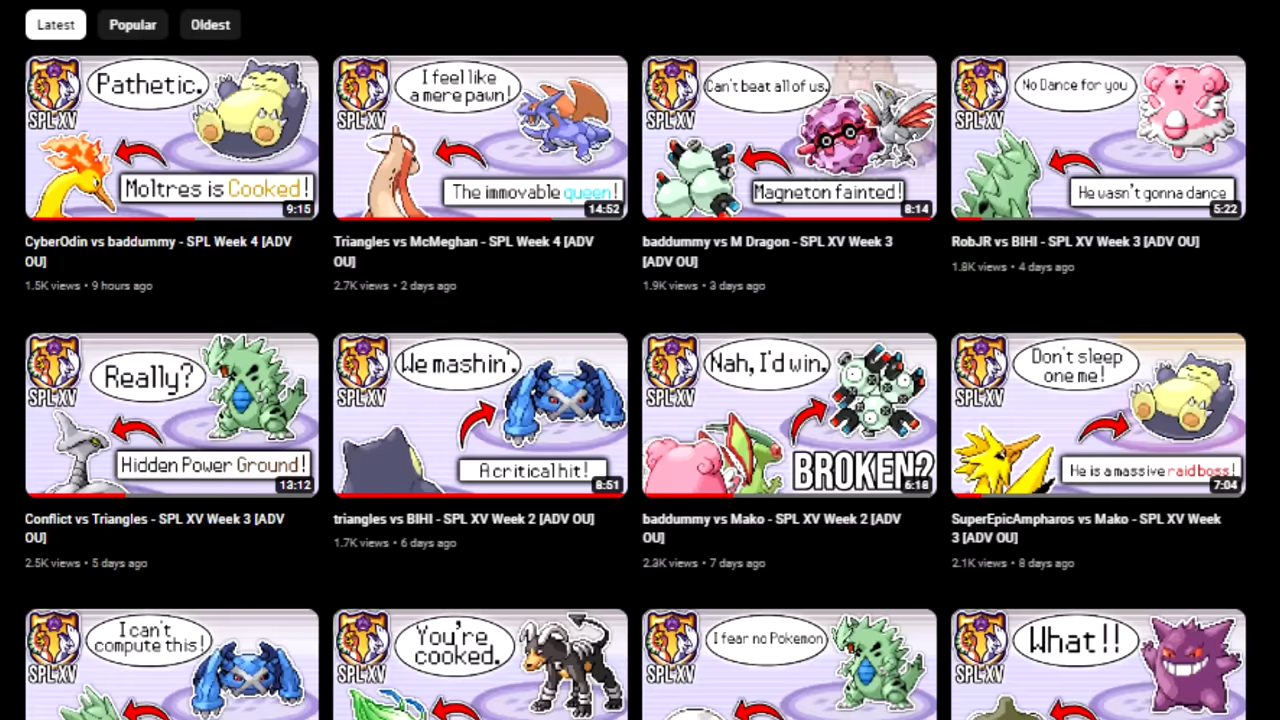 Latest
Popular
Oldest
Pathetic.
SPL XV
Moltres is Cooked!
9:15
I feel like
a mere pawn!
SPL XV
The immovable queen!
14:52
Can't beat all of us.
SPL XV
Magneton fainted!
8:14
No Dance for you
SPL XV
He wasn't gonna dance
5:22
CyberOdin vs baddummy - SPL Week 4 [ADV
OU]
1.5K views • 9 hours ago
Triangles vs McMeghan - SPL Week 4 [ADV
OU]
2.7K views • 2 days ago
baddummy vs M Dragon - SPL XV Week 3
[ADV OU]
1.9K views • 3 days ago
RobJR vs BIHI - SPL XV Week 3 [ADV OU]
1.8K views • 4 days ago
Really?
SPL XV
Hidden Power Ground!
13:12
We mashin'.
SPL XV
A critical hit!
8:51
Nah, I'd win.
SPL XV
BROKEN?
6:18
Don't sleep
one me!
SPL XV
He is a massive raid boss!
7:04
Conflict vs Triangles - SPL XV Week 3 [ADV
OU]
2.5K views • 5 days ago
triangles vs BIHI - SPL XV Week 2 [ADV OU]
1.7K views • 6 days ago
baddummy vs Mako - SPL XV Week 2 [ADV
OU]
2.3K views • 7 days ago
SuperEpicAmpharos vs Mako - SPL XV Week
3 [ADV OU]
2.1K views • 8 days ago
I can't
compute this!
SPL XV
You're
cooked.
SPL XV
I fear no Pokemon
SPL XV
What!!
SPL XV